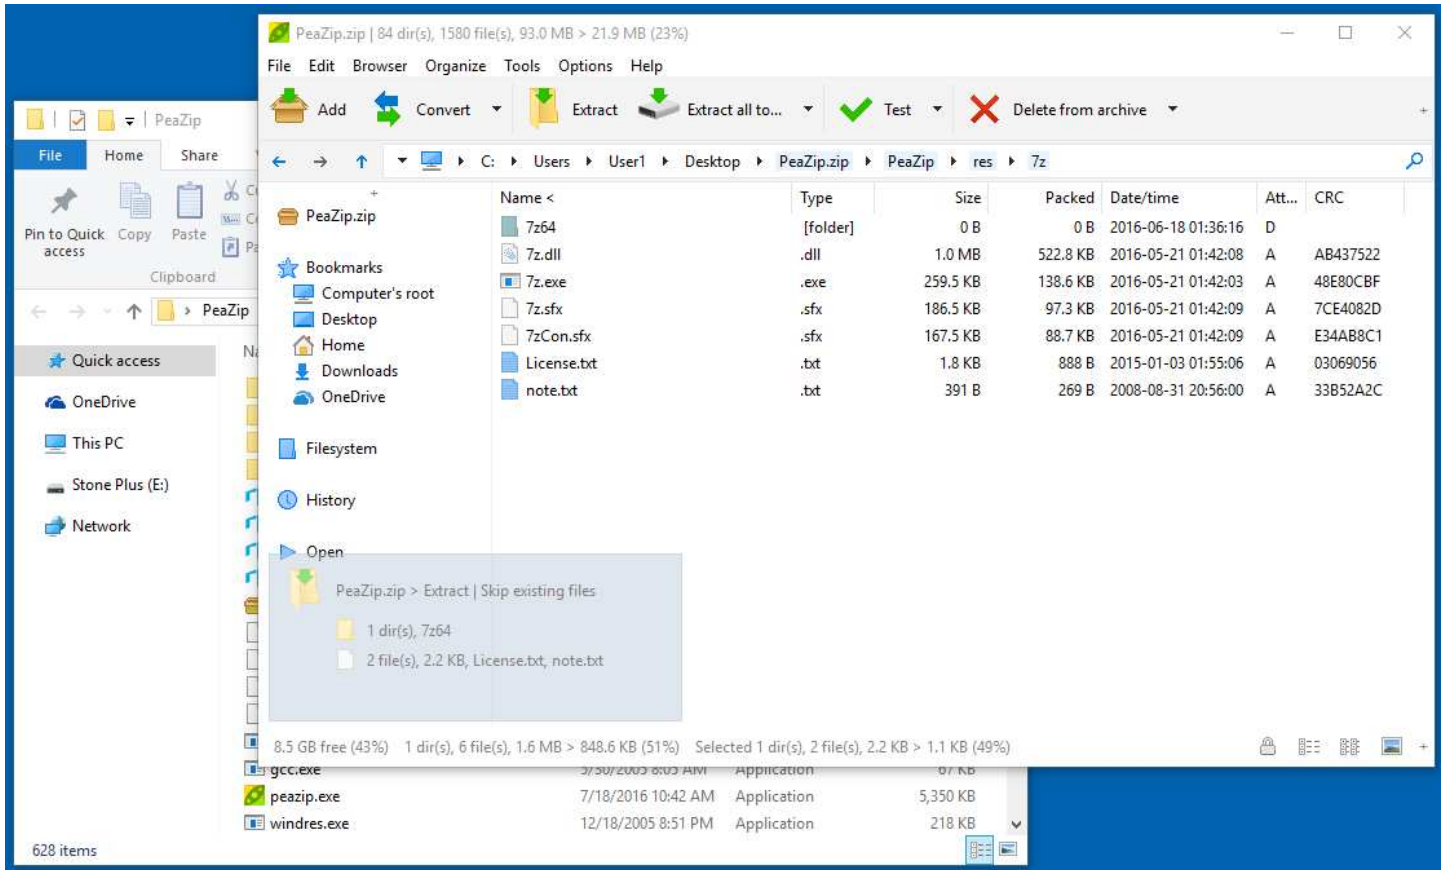 PeaZip.zip | 84 dir(s), 1580 file(s), 93.0 MB > 21.9 MB (23%)
File Edit Browser Organize Tools Options Help
Add Convert Extract Extract all to... Test Delete from archive
C: Users User1 Desktop PeaZip.zip PeaZip res 7z
PeaZip.zip
Bookmarks
Computer's root
Desktop
Home
Downloads
OneDrive
Filesystem
History
Open
Name < Type Size Packed Date/time Att... CRC
7z64 [folder] 0 B 0 B 2016-06-18 01:36:16 D
7z.dll .dll 1.0 MB 522.8 KB 2016-05-21 01:42:08 A AB437522
7z.exe .exe 259.5 KB 138.6 KB 2016-05-21 01:42:03 A 48E80CBF
7z.sfx .sfx 186.5 KB 97.3 KB 2016-05-21 01:42:09 A 7CE4082D
7zCon.sfx .sfx 167.5 KB 88.7 KB 2016-05-21 01:42:09 A E34AB8C1
License.txt .txt 1.8 KB 888 B 2015-01-03 01:55:06 A 03069056
note.txt .txt 391 B 269 B 2008-08-31 20:56:00 A 33B52A2C
PeaZip.zip > Extract | Skip existing files
1 dir(s), 7z64
2 file(s), 2.2 KB, License.txt, note.txt
8.5 GB free (43%) 1 dir(s), 6 file(s), 1.6 MB > 848.6 KB (51%) Selected 1 dir(s), 2 file(s), 2.2 KB > 1.1 KB (49%)
PeaZip
File Home Share
Pin to Quick access
Copy
Paste
Clipboard
PeaZip
Quick access
OneDrive
This PC
Stone Plus (E:)
Network
gcc.exe 5/30/2005 8:05 AM Application 67 KB
peazip.exe 7/18/2016 10:42 AM Application 5,350 KB
windres.exe 12/18/2005 8:51 PM Application 218 KB
628 items